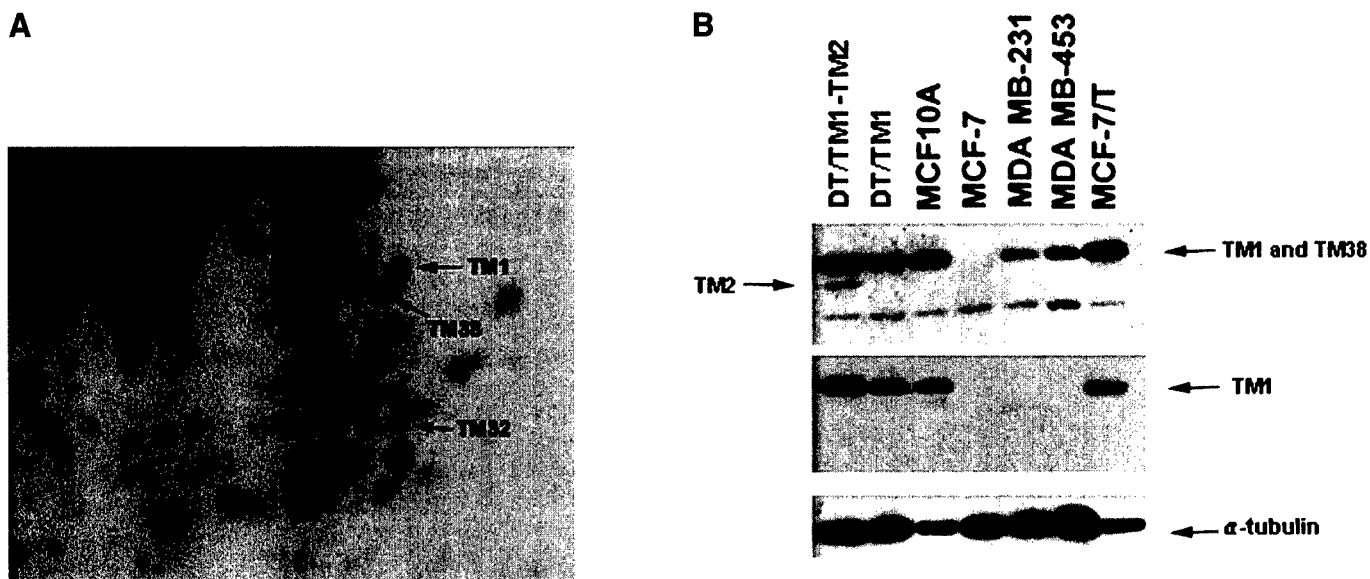 A
TM1
TM38
TM32
B
DT/TM1-TM2
DT/TM1
MCF10A
MCF-7
MDA MB-231
MDA MB-453
MCF-7/T
TM1 and TM38
TM2
TM1
α-tubulin